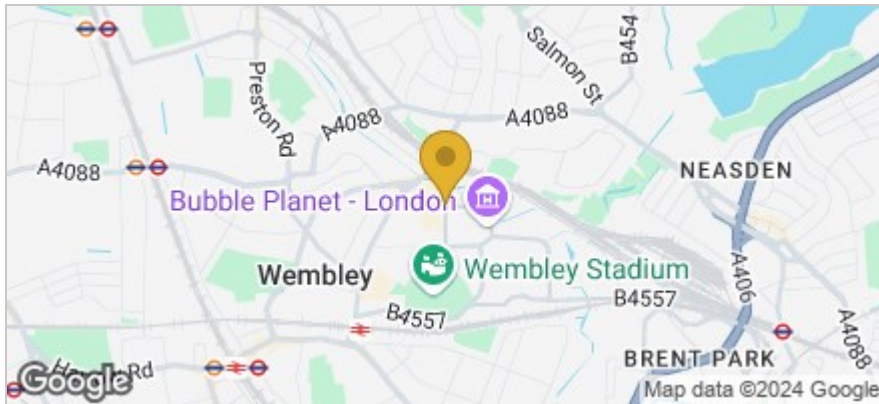 Salmon St
B454
Preston Rd
A4088
A4088
A4088
NEASDEN
Bubble Planet - London
Wembley Stadium
Wembley
A406
B4557
B4557
A4088
BRENT PARK
Rd
Google
Map data ©2024 Google